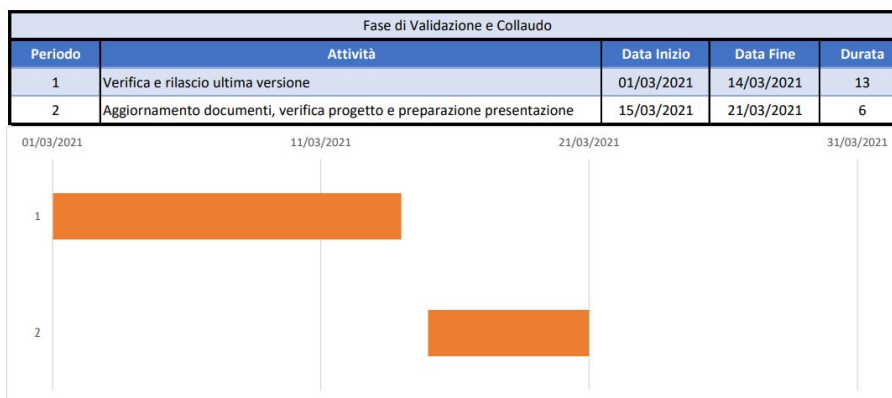 Fase di Validazione e Collaudo
Periodo Attività Data Inizio Data Fine Durata
1 Verifica e rilascio ultima versione 01/03/2021 14/03/2021 13
2 Aggiornamento documenti, verifica progetto e preparazione presentazione 15/03/2021 21/03/2021 6
01/03/2021 11/03/2021 21/03/2021 31/03/2021
1
2